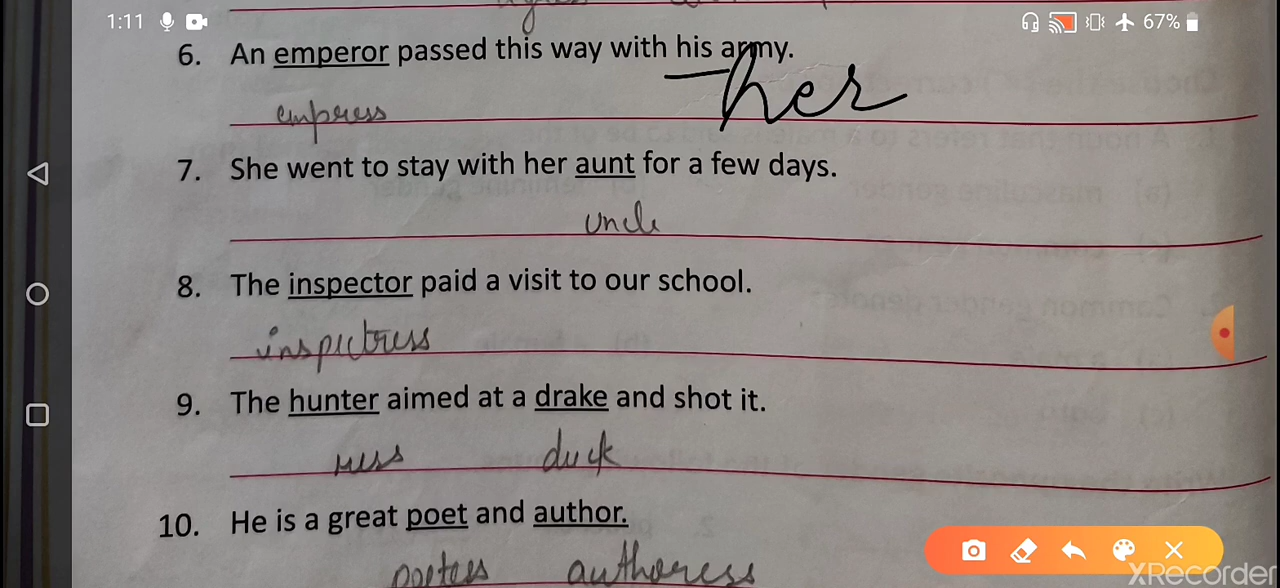 1:11 67%
6. An emperor passed this way with his army.
her
empress
7. She went to stay with her aunt for a few days.
uncle
8. The inspector paid a visit to our school.
inspectress
9. The hunter aimed at a drake and shot it.
ress duck
10. He is a great poet and author.
poetess authoress
XRecorder